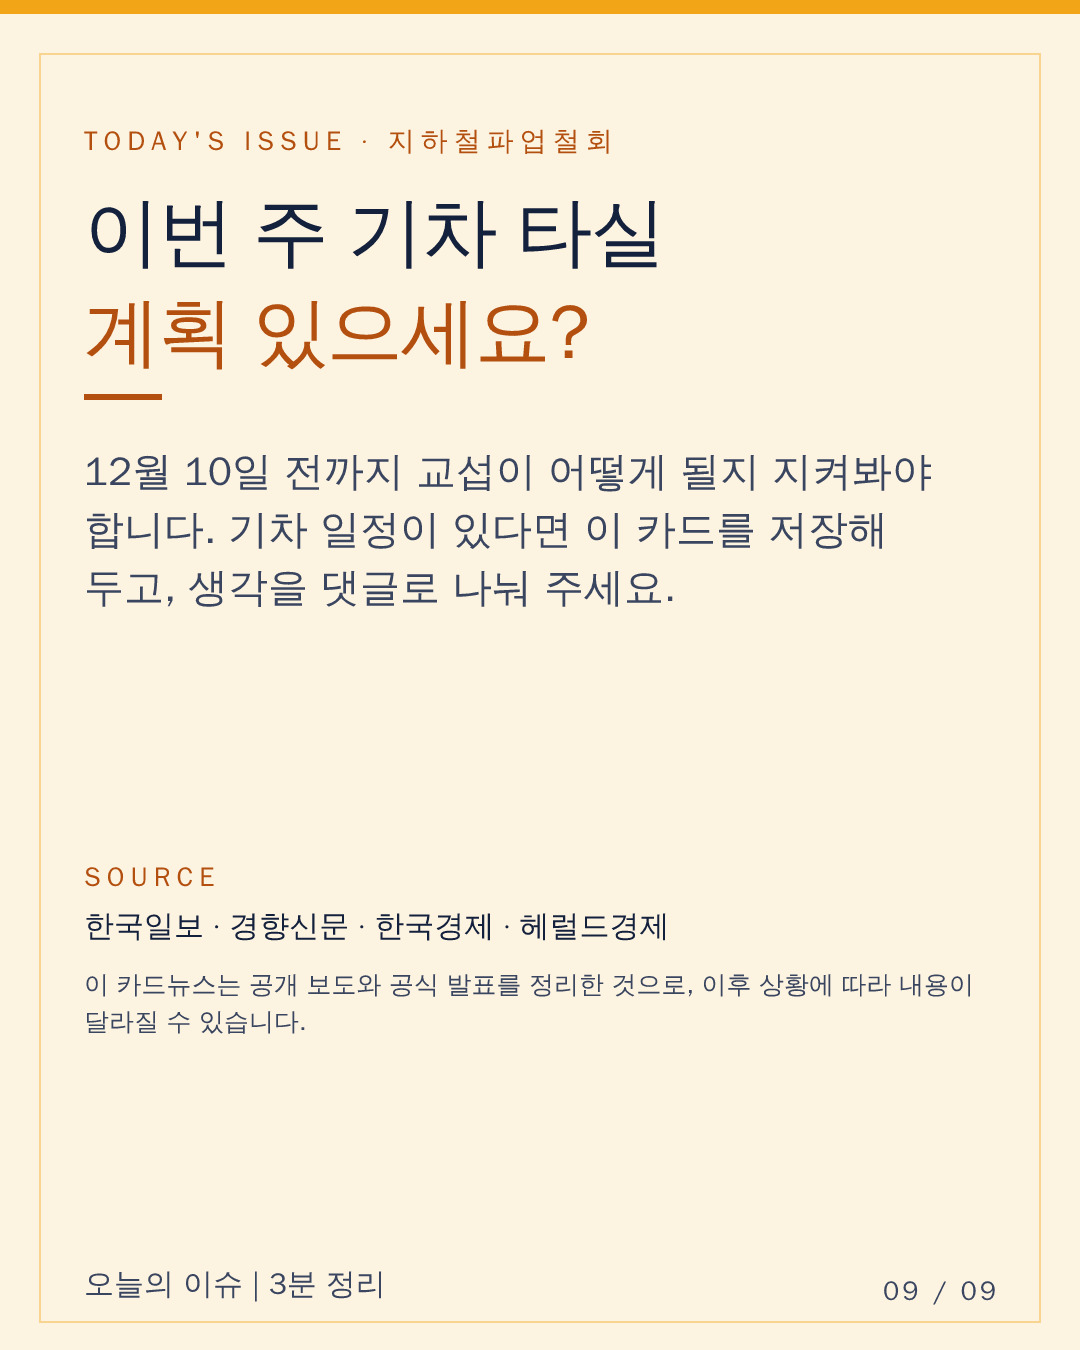 TODAY'S ISSUE · 지하철파업철회
이번 주 기차 타실
계획 있으세요?
12월 10일 전까지 교섭이 어떻게 될지 지켜봐야
합니다. 기차 일정이 있다면 이 카드를 저장해
두고, 생각을 댓글로 나눠 주세요.
SOURCE
한국일보 · 경향신문 · 한국경제 · 헤럴드경제
이 카드뉴스는 공개 보도와 공식 발표를 정리한 것으로, 이후 상황에 따라 내용이
달라질 수 있습니다.
오늘의 이슈 | 3분 정리
09 / 09